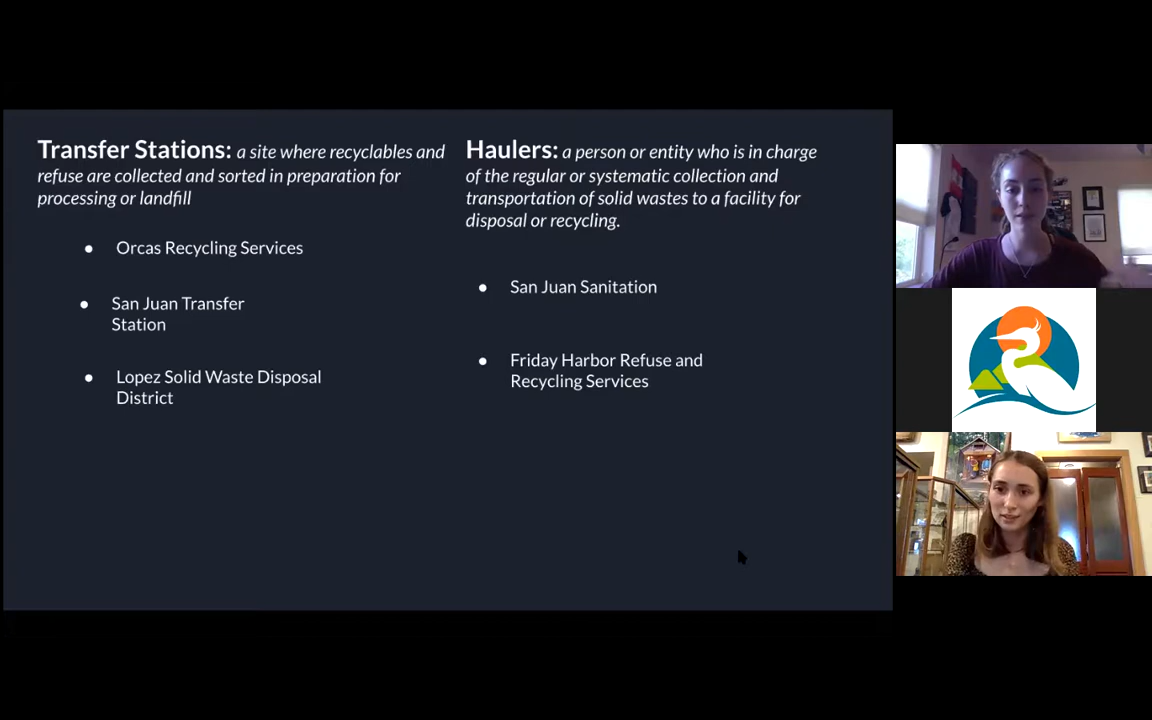 Transfer Stations: a site where recyclables and
refuse are collected and sorted in preparation for
processing or landfill
● Orcas Recycling Services
● San Juan Transfer
Station
● Lopez Solid Waste Disposal
District
Haulers: a person or entity who is in charge
of the regular or systematic collection and
transportation of solid wastes to a facility for
disposal or recycling.
● San Juan Sanitation
● Friday Harbor Refuse and
Recycling Services